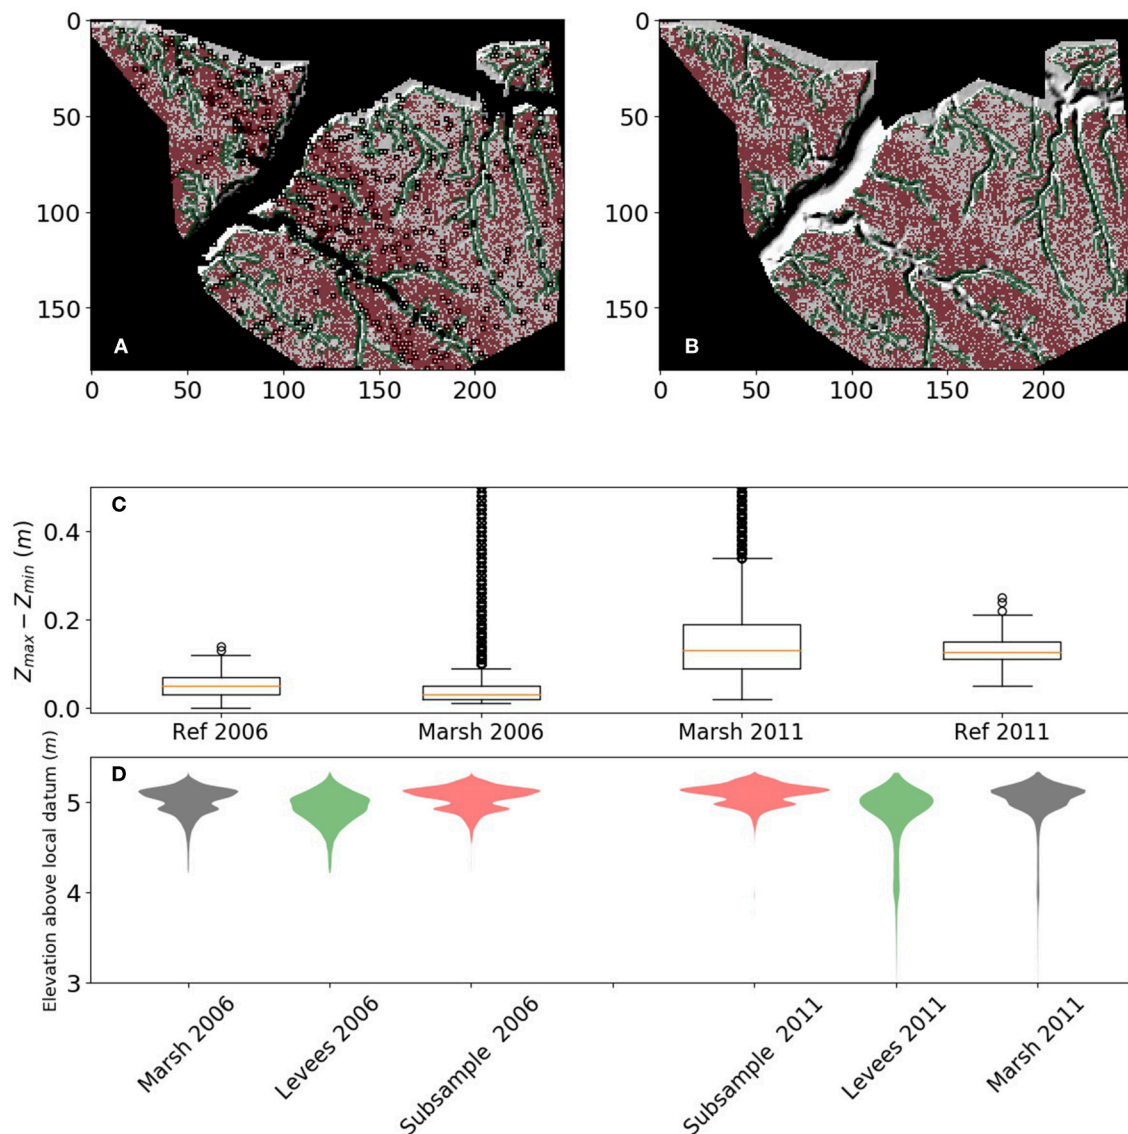 0
50
100
150
A
0 50 100 150 200
0
50
100
150
B
0 50 100 150 200
C
Z_max − Z_min (m)
0.4
0.2
0.0
Ref 2006 Marsh 2006 Marsh 2011 Ref 2011
D
Elevation above local datum (m)
5
4
3
Marsh 2006
Levees 2006
Subsample 2006
Subsample 2011
Levees 2011
Marsh 2011